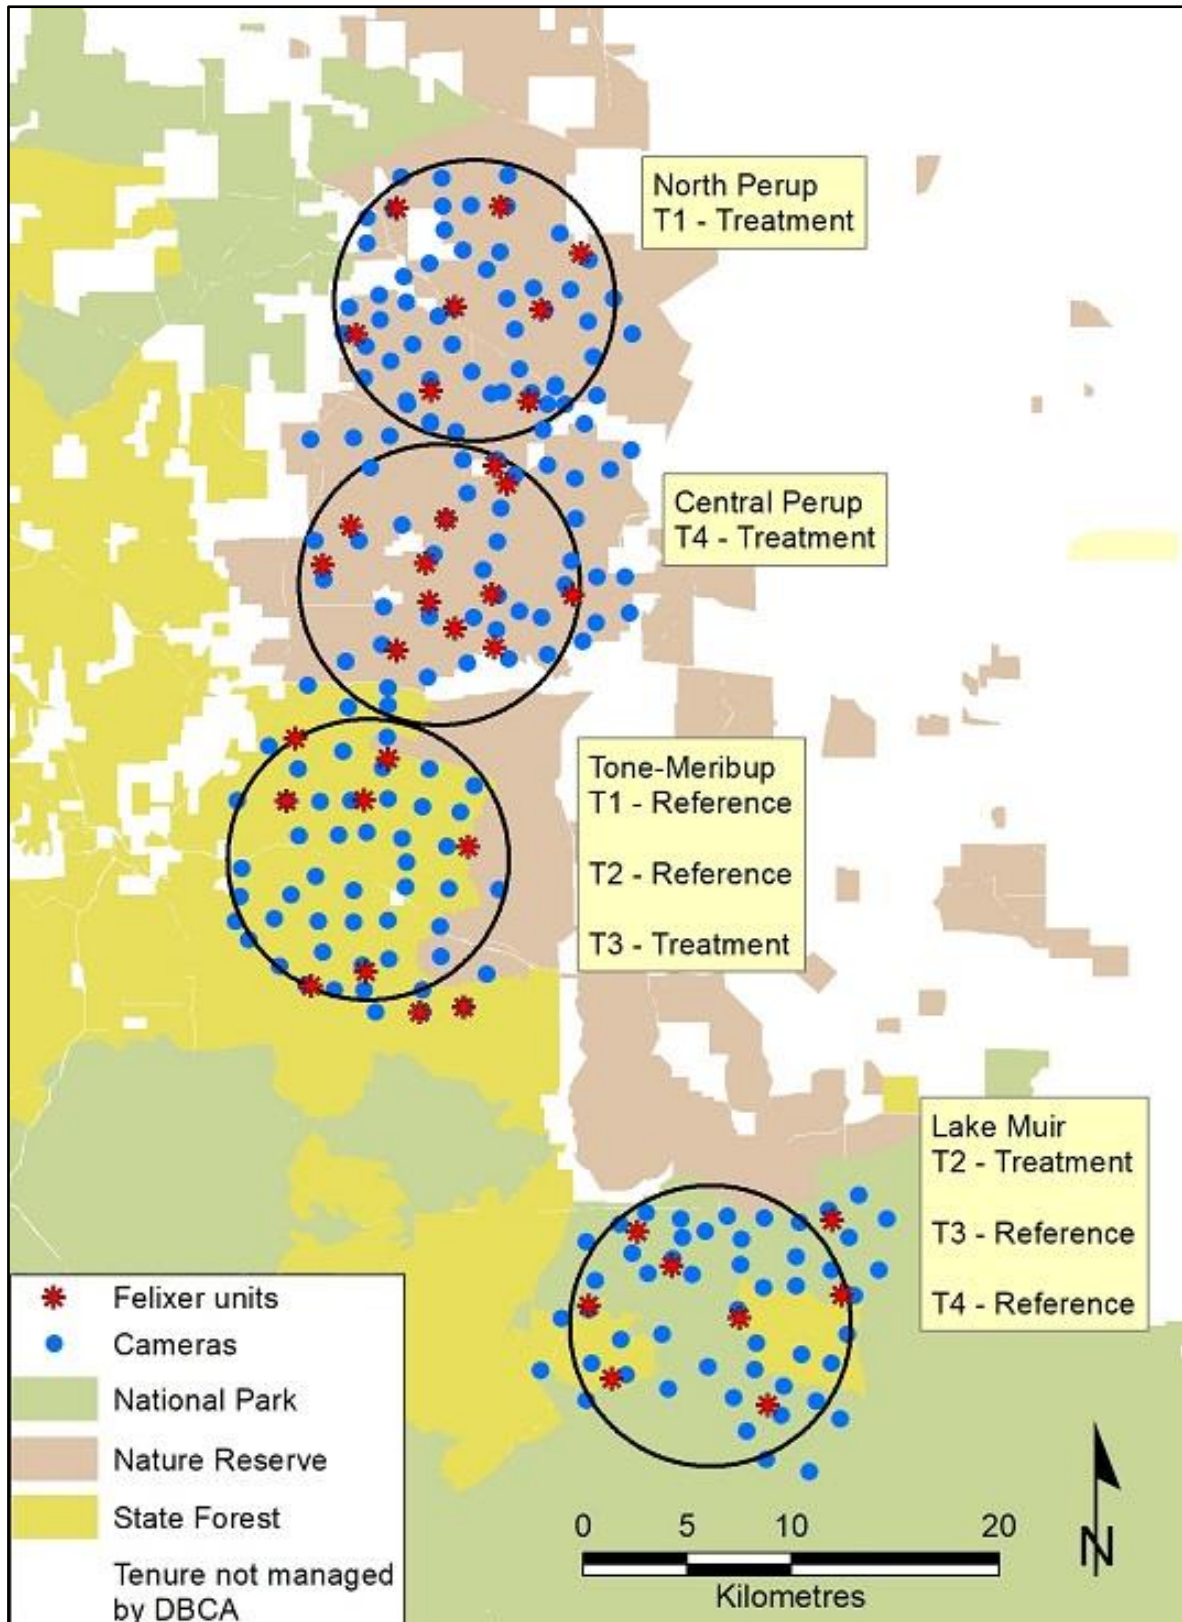 North Perup
T1 - Treatment
Central Perup
T4 - Treatment
Tone-Meribup
T1 - Reference
T2 - Reference
T3 - Treatment
Lake Muir
T2 - Treatment
T3 - Reference
T4 - Reference
Felixer units
Cameras
National Park
Nature Reserve
State Forest
Tenure not managed
by DBCA
0 5 10 20
Kilometres
N